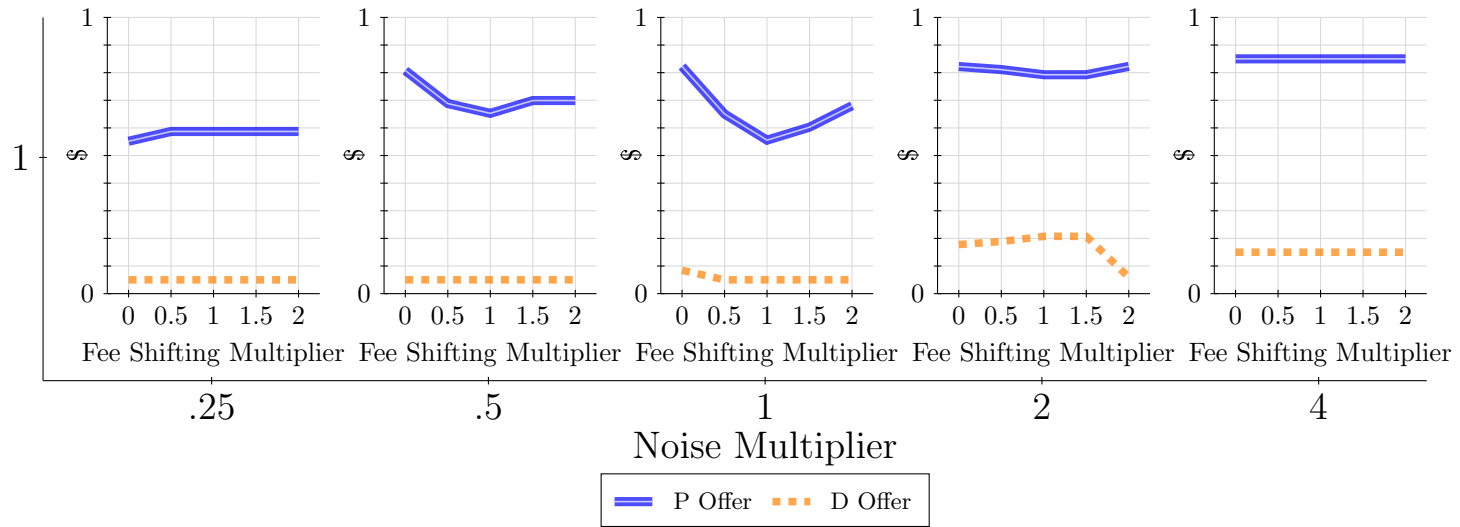 1 1 1 1 1
1 $ $ $ $ $
0 0 0 0 0
0 0.5 1 1.5 2 0 0.5 1 1.5 2 0 0.5 1 1.5 2 0 0.5 1 1.5 2 0 0.5 1 1.5 2
Fee Shifting Multiplier Fee Shifting Multiplier Fee Shifting Multiplier Fee Shifting Multiplier Fee Shifting Multiplier
.25 .5 1 2 4
Noise Multiplier
P Offer D Offer